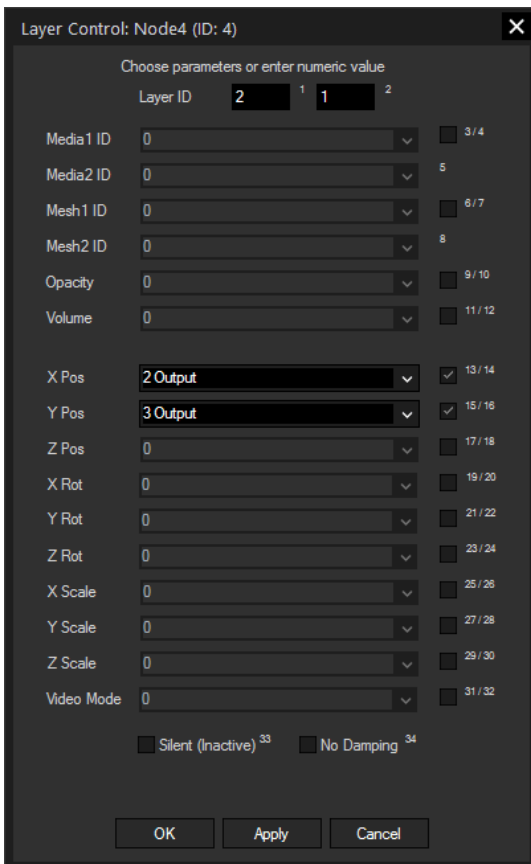 Layer Control: Node4 (ID: 4)
Choose parameters or enter numeric value
Layer ID 2 1 1 2
Media1 ID 0 3 / 4
Media2 ID 0 5
Mesh1 ID 0 6 / 7
Mesh2 ID 0 8
Opacity 0 9 / 10
Volume 0 11 / 12
X Pos 2 Output 13 / 14
Y Pos 3 Output 15 / 16
Z Pos 0 17 / 18
X Rot 0 19 / 20
Y Rot 0 21 / 22
Z Rot 0 23 / 24
X Scale 0 25 / 26
Y Scale 0 27 / 28
Z Scale 0 29 / 30
Video Mode 0 31 / 32
Silent (Inactive) 33 No Damping 34
OK Apply Cancel